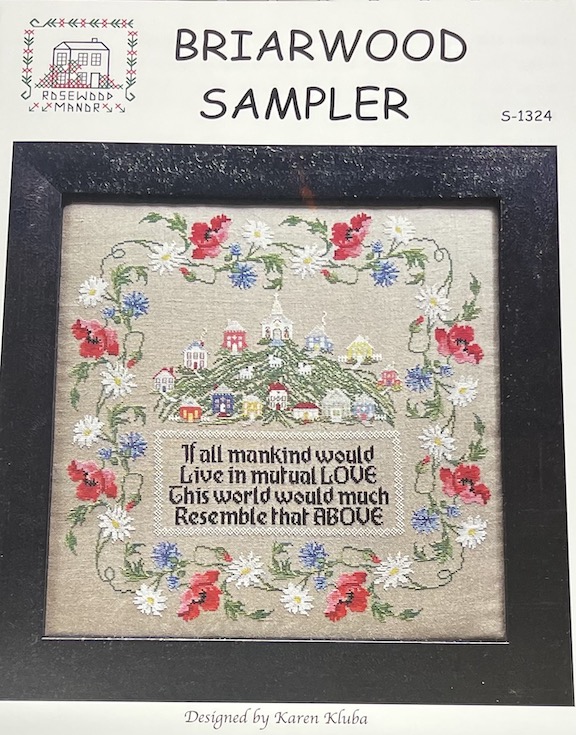 ROSEWOOD
MANOR
BRIARWOOD
SAMPLER
S-1324
If all mankind would
Live in mutual LOVE
This world would much
Resemble that ABOVE
Designed by Karen Kluba